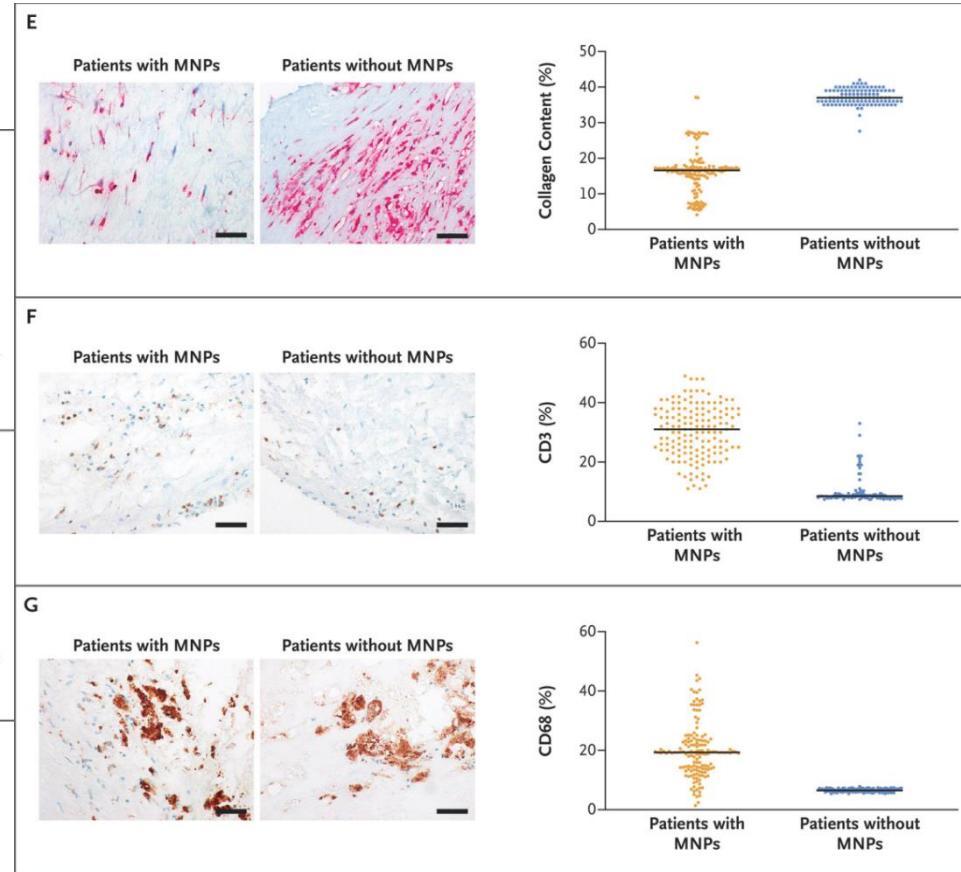 E
Patients with MNPs
Patients without MNPs
Collagen Content (%)
50
40
30
20
10
0
Patients with
MNPs
Patients without
MNPs
F
Patients with MNPs
Patients without MNPs
CD3 (%)
60
40
20
0
Patients with
MNPs
Patients without
MNPs
G
Patients with MNPs
Patients without MNPs
CD68 (%)
60
40
20
0
Patients with
MNPs
Patients without
MNPs